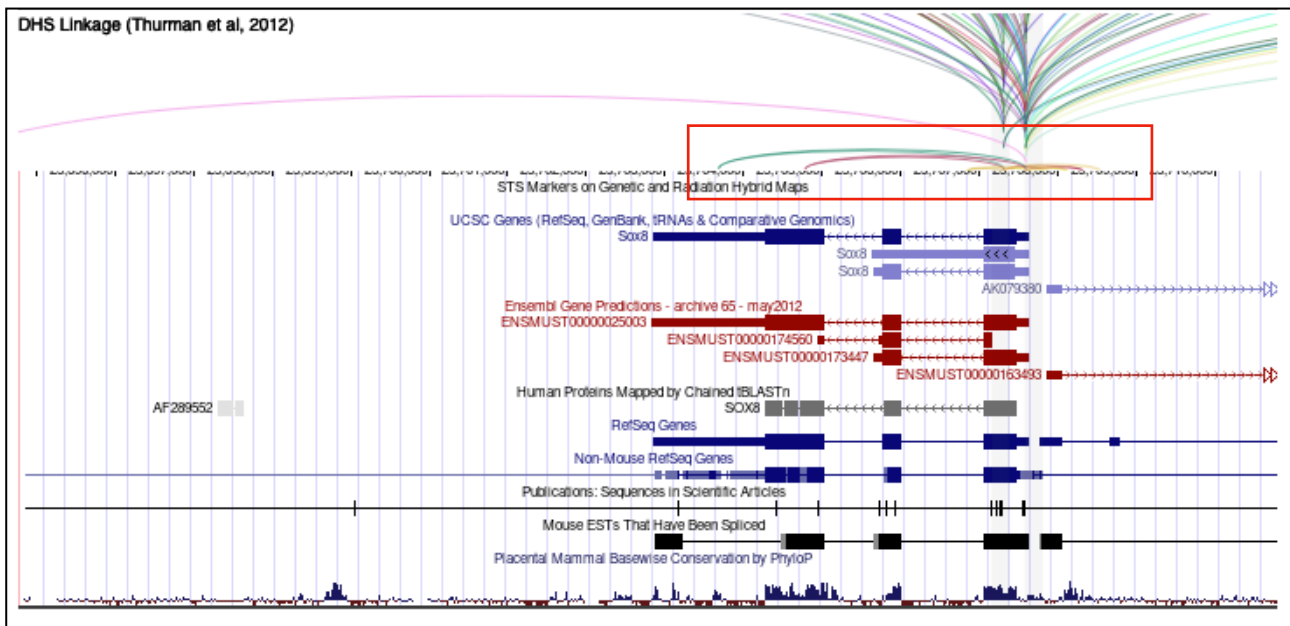 DHS Linkage (Thurman et al, 2012)
STS Markers on Genetic and Radiation Hybrid Maps
UCSC Genes (RefSeq, GenBank, tRNAs & Comparative Genomics)
Sox8
Sox8
Sox8
AK079380
Ensembl Gene Predictions - archive 65 - may2012
ENSMUST00000025003
ENSMUST00000174560
ENSMUST00000173447
ENSMUST00000163493
Human Proteins Mapped by Chained tBLASTn
AF289552
SOX8
RefSeq Genes
Non-Mouse RefSeq Genes
Publications: Sequences in Scientific Articles
Mouse ESTs That Have Been Spliced
Placental Mammal Basewise Conservation by PhyloP